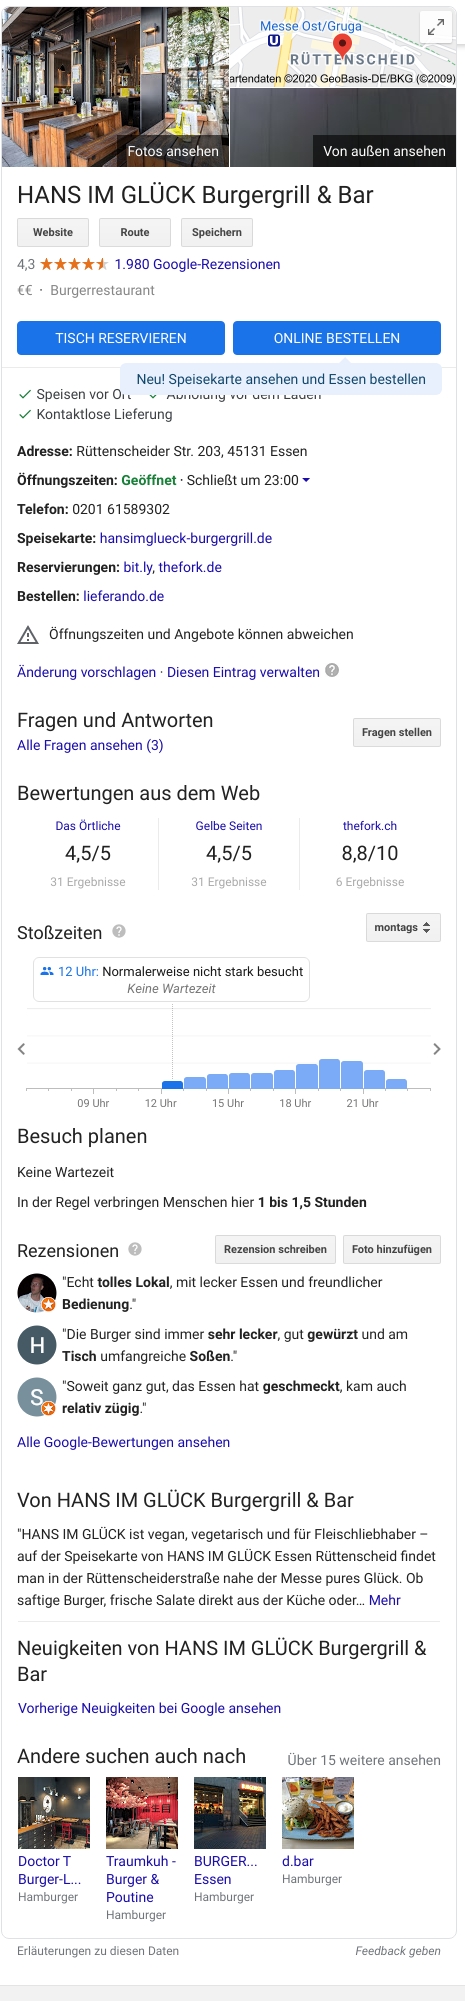 Messe Ost/Gruga
U
RÜTTENSCHEID
artendaten ©2020 GeoBasis-DE/BKG (©2009)
Fotos ansehen
Von außen ansehen
HANS IM GLÜCK Burgergrill & Bar
Website Route Speichern
4,3 1.980 Google-Rezensionen
€€ · Burgerrestaurant
TISCH RESERVIEREN ONLINE BESTELLEN
Neu! Speisekarte ansehen und Essen bestellen
Speisen vor Ort Abholung vor dem Laden
Kontaktlose Lieferung
Adresse: Rüttenscheider Str. 203, 45131 Essen
Öffnungszeiten: Geöffnet · Schließt um 23:00
Telefon: 0201 61589302
Speisekarte: hansimglueck-burgergrill.de
Reservierungen: bit.ly, thefork.de
Bestellen: lieferando.de
Öffnungszeiten und Angebote können abweichen
Änderung vorschlagen · Diesen Eintrag verwalten ?
Fragen und Antworten
Alle Fragen ansehen (3)
Fragen stellen
Bewertungen aus dem Web
Das Örtliche Gelbe Seiten thefork.ch
4,5/5 4,5/5 8,8/10
31 Ergebnisse 31 Ergebnisse 6 Ergebnisse
Stoßzeiten ? montags
12 Uhr: Normalerweise nicht stark besucht
Keine Wartezeit
09 Uhr 12 Uhr 15 Uhr 18 Uhr 21 Uhr
Besuch planen
Keine Wartezeit
In der Regel verbringen Menschen hier 1 bis 1,5 Stunden
Rezensionen ? Rezension schreiben Foto hinzufügen
"Echt tolles Lokal, mit lecker Essen und freundlicher
Bedienung."
H
"Die Burger sind immer sehr lecker, gut gewürzt und am
Tisch umfangreiche Soßen."
S
"Soweit ganz gut, das Essen hat geschmeckt, kam auch
relativ zügig."
Alle Google-Bewertungen ansehen
Von HANS IM GLÜCK Burgergrill & Bar
"HANS IM GLÜCK ist vegan, vegetarisch und für Fleischliebhaber –
auf der Speisekarte von HANS IM GLÜCK Essen Rüttenscheid findet
man in der Rüttenscheiderstraße nahe der Messe pures Glück. Ob
saftige Burger, frische Salate direkt aus der Küche oder… Mehr
Neuigkeiten von HANS IM GLÜCK Burgergrill &
Bar
Vorherige Neuigkeiten bei Google ansehen
Andere suchen auch nach Über 15 weitere ansehen
Doctor T
Burger-L...
Hamburger
Traumkuh -
Burger &
Poutine
Hamburger
BURGER...
Essen
Hamburger
d.bar
Hamburger
Erläuterungen zu diesen Daten Feedback geben